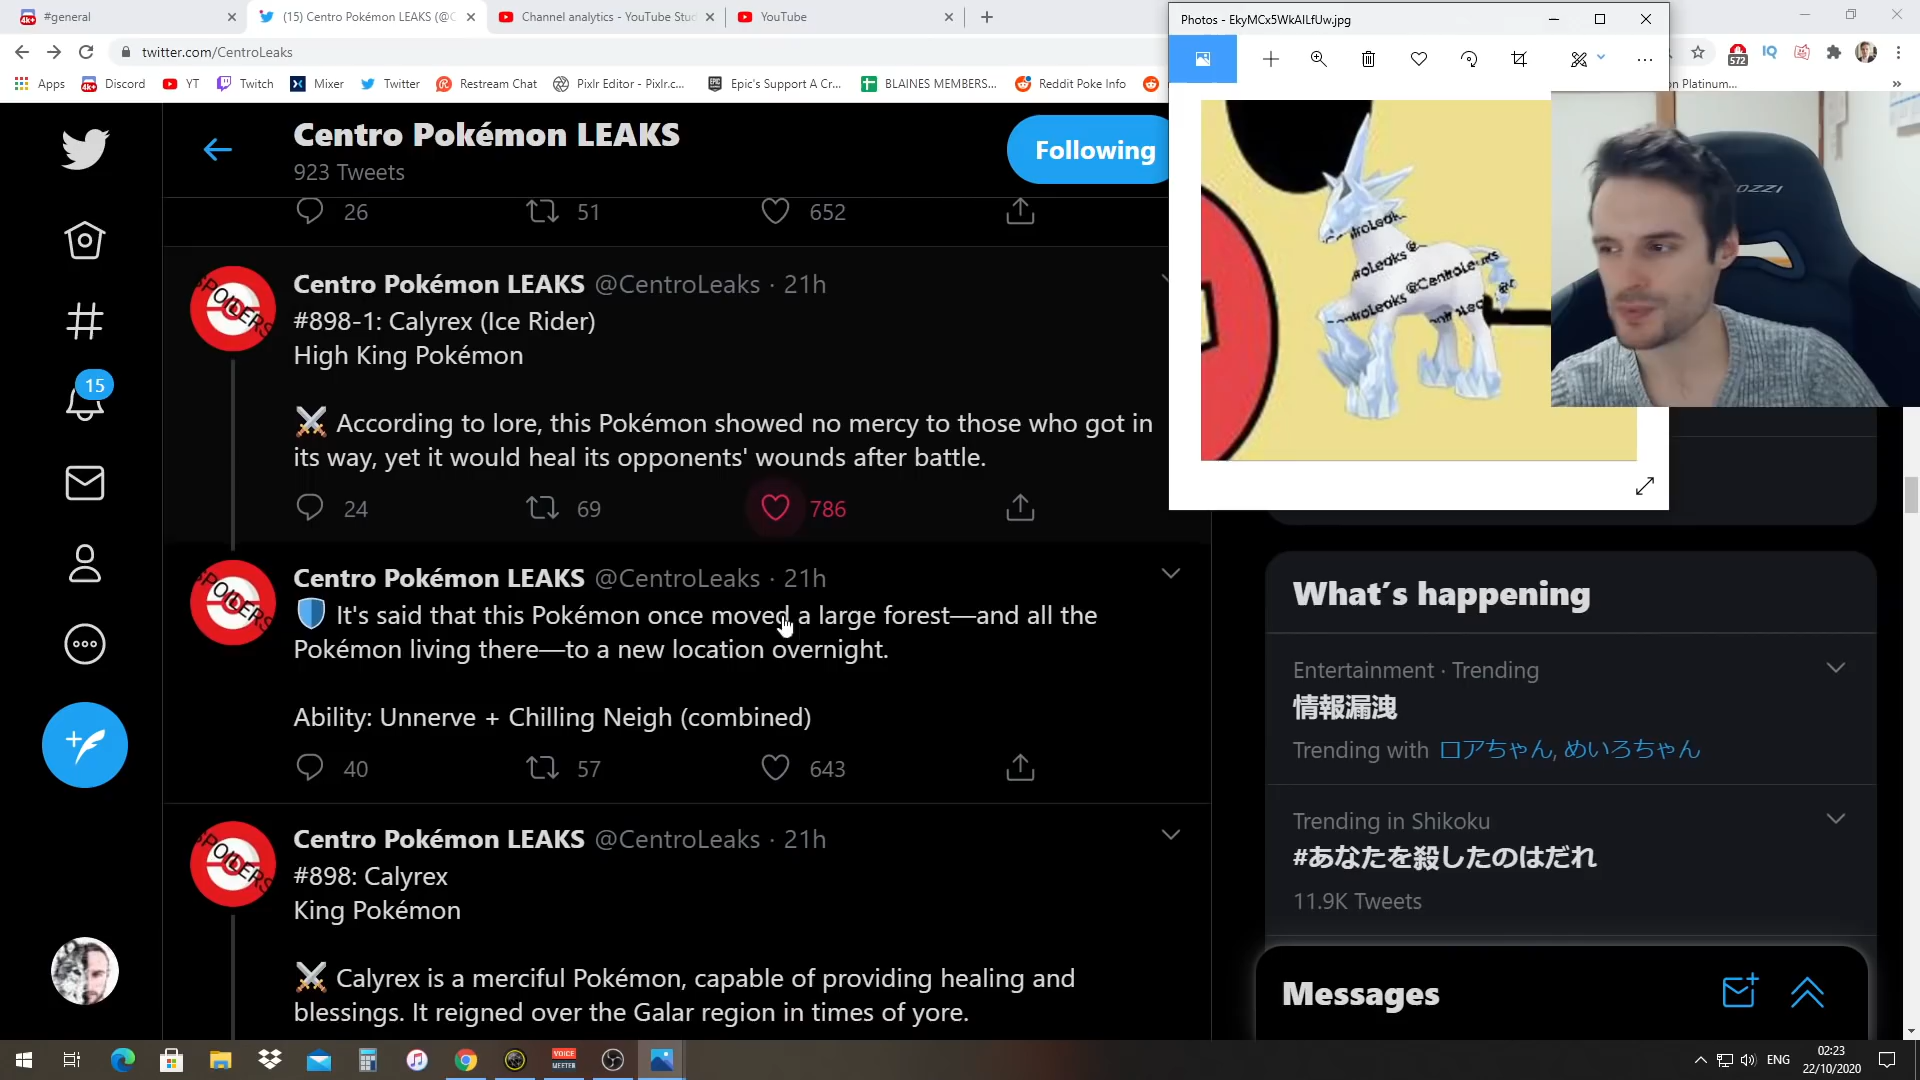 #general
(15) Centro Pokémon LEAKS (@C
Channel analytics - YouTube Stud
YouTube
Photos - EkyMCx5WkAILfUw.jpg
twitter.com/CentroLeaks
572
IQ
Apps
Discord
YT
Twitch
Mixer
Twitter
Restream Chat
Pixlr Editor - Pixlr.c...
Epic's Support A Cr...
BLAINES MEMBERS...
Reddit Poke Info
on Platinum...
Centro Pokémon LEAKS
923 Tweets
Following
26
51
652
Centro Pokémon LEAKS @CentroLeaks · 21h
#898-1: Calyrex (Ice Rider)
High King Pokémon
⚔️ According to lore, this Pokémon showed no mercy to those who got in
its way, yet it would heal its opponents' wounds after battle.
24
69
786
Centro Pokémon LEAKS @CentroLeaks · 21h
🛡️ It's said that this Pokémon once moved a large forest—and all the
Pokémon living there—to a new location overnight.
Ability: Unnerve + Chilling Neigh (combined)
40
57
643
Centro Pokémon LEAKS @CentroLeaks · 21h
#898: Calyrex
King Pokémon
⚔️ Calyrex is a merciful Pokémon, capable of providing healing and
blessings. It reigned over the Galar region in times of yore.
15
SPOILERS
SPOILERS
SPOILERS
@CentroLeaks
What's happening
Entertainment · Trending
情報漏洩
Trending with ロアちゃん, めいろちゃん
Trending in Shikoku
#あなたを殺したのはだれ
11.9K Tweets
Messages
VOICE
MEETER
ENG
02:23
22/10/2020